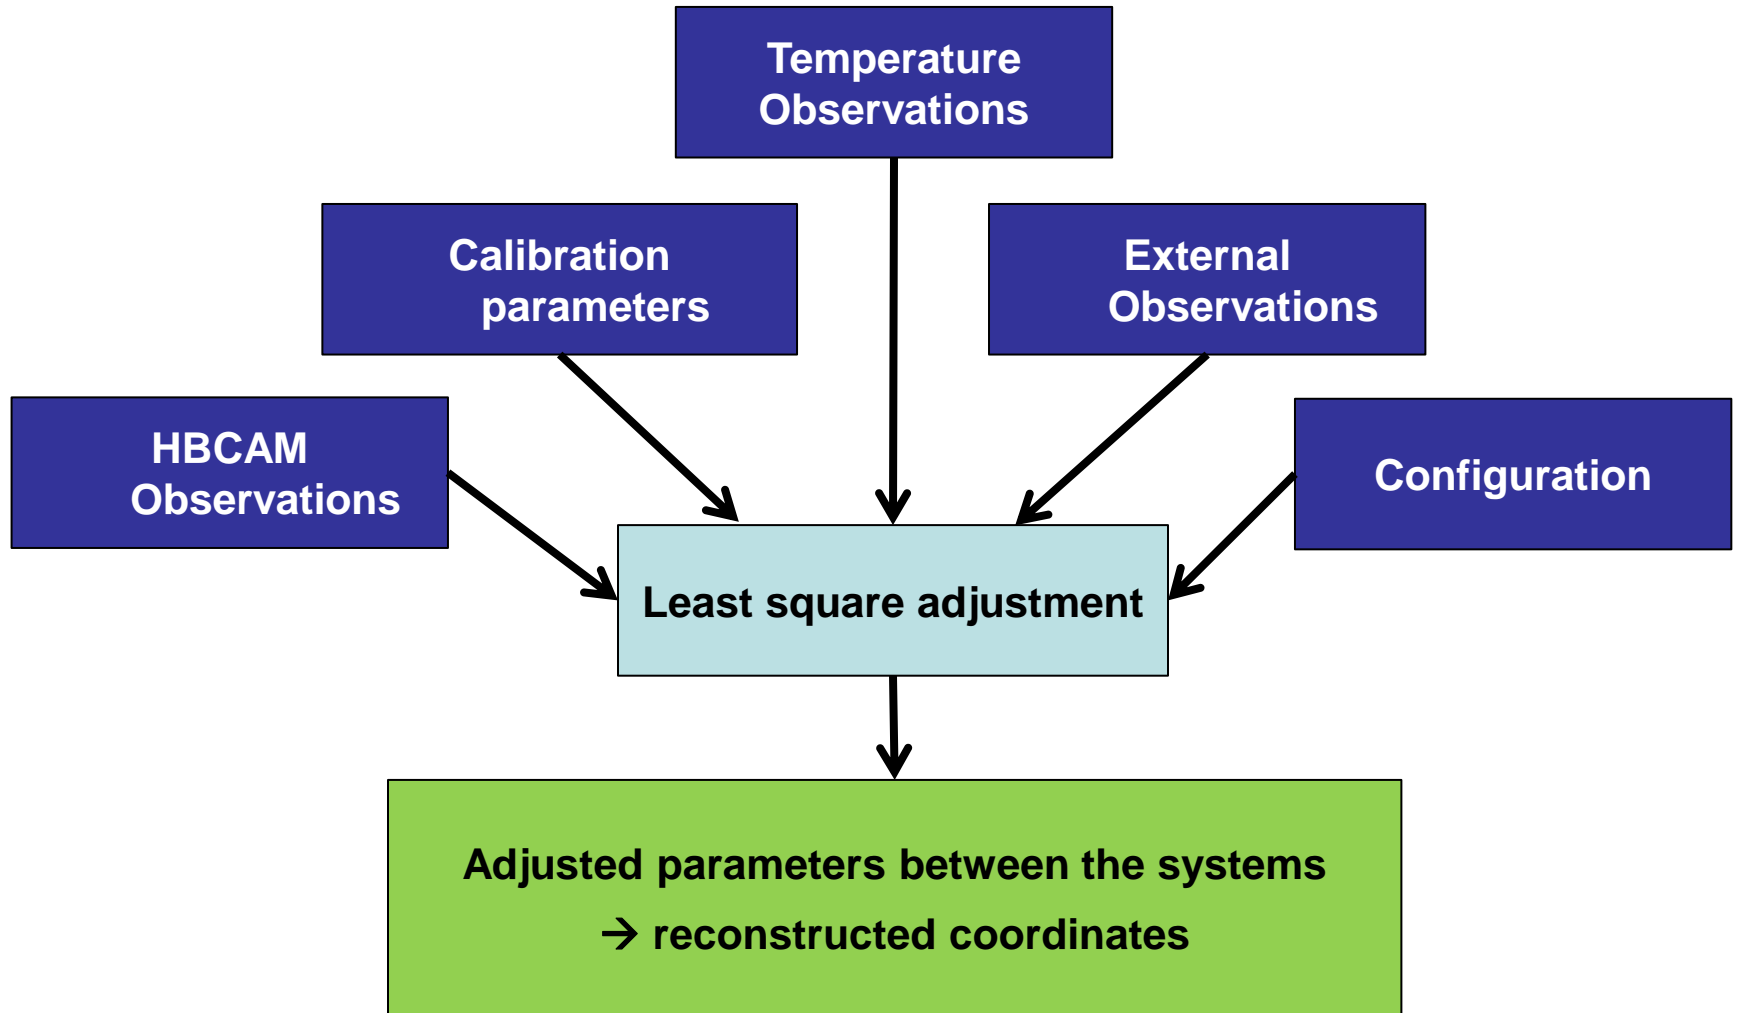 Temperature
Observations
Calibration
parameters
External
Observations
HBCAM
Observations
Configuration
Least square adjustment
Adjusted parameters between the systems
→ reconstructed coordinates